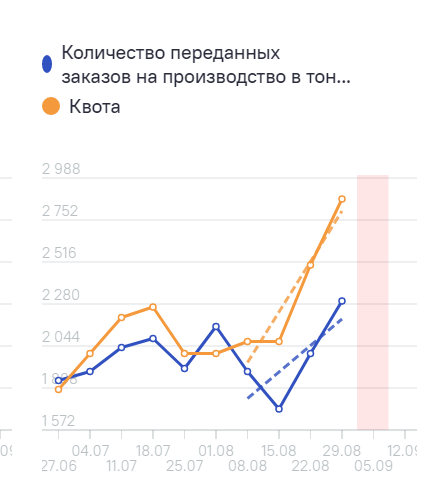 Количество переданных
заказов на производство в тон...
Квота
2 988
2 752
2 516
2 280
2 044
1 808
1 572
04.07 18.07 01.08 15.08 29.08 12.09
27.06 11.07 25.07 08.08 22.08 05.09